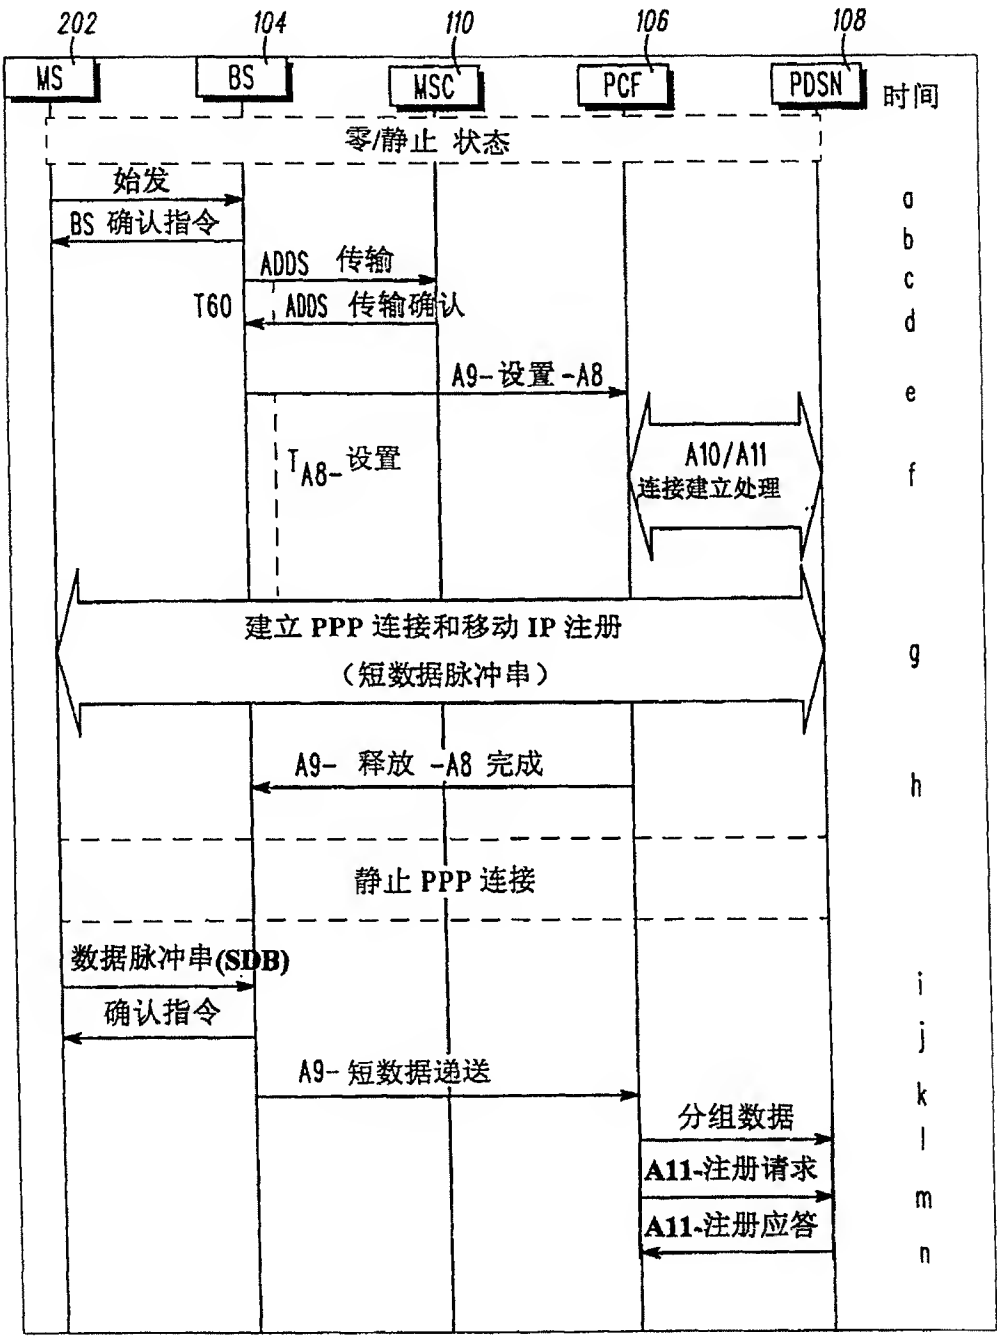 202 104 110 106 108
MS BS MSC PCF PDSN 时间
零/静止 状态
始发 a
BS 确认指令 b
ADDS 传输 c
T60 ADDS 传输确认 d
A9-设置-A8 e
A10/A11
TA8-设置 f
连接建立处理
建立 PPP 连接和移动 IP 注册
(短数据脉冲串) g
A9- 释放 -A8 完成 h
静止 PPP 连接
数据脉冲串(SDB) i
确认指令 j
A9-短数据递送 k
分组数据 l
A11-注册请求 m
A11-注册应答 n